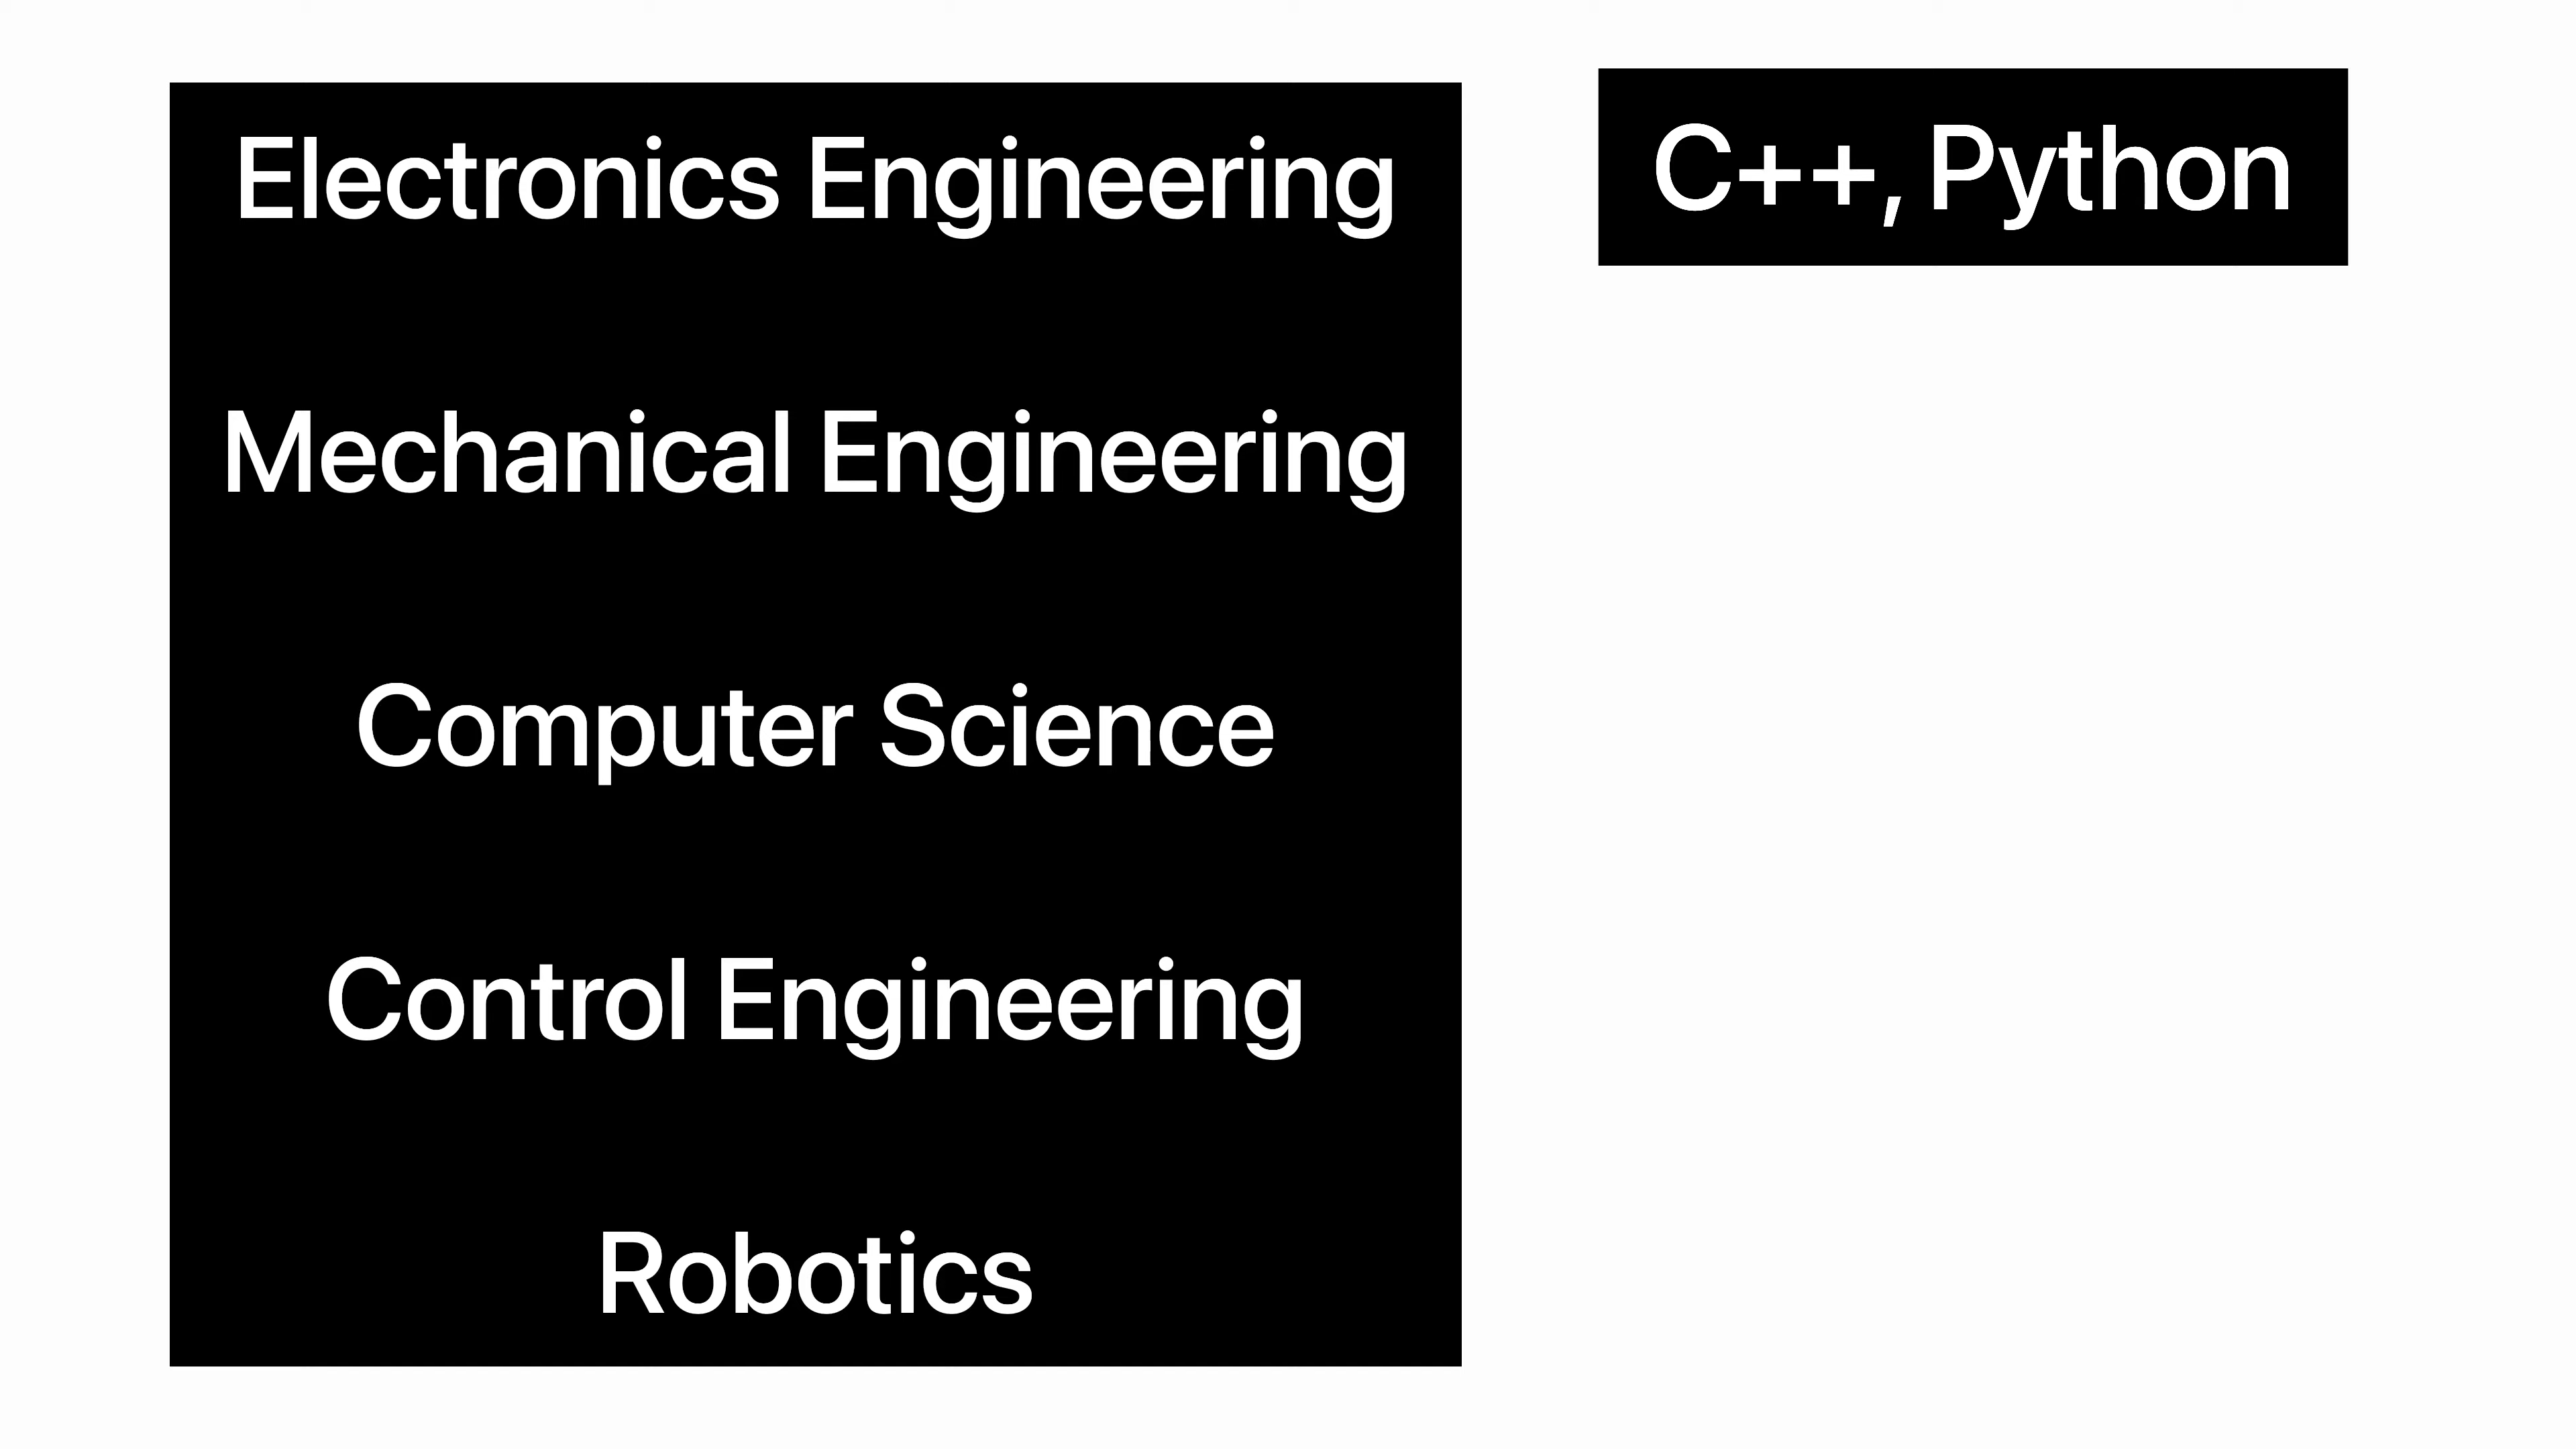 Electronics Engineering
Mechanical Engineering
Computer Science
Control Engineering
Robotics
C++, Python